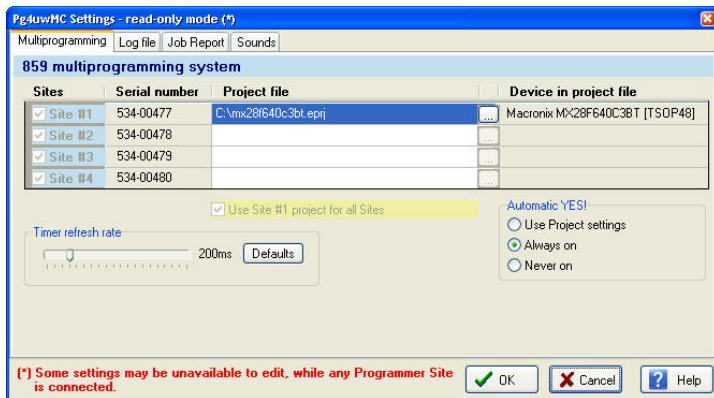 Pg4uwMC Settings - read-only mode (*)
Multiprogramming Log file Job Report Sounds
859 multiprogramming system
Sites Serial number Project file Device in project file
Site #1 534-00477 C:\mx28f640c3bt.eprj ... Macronix MX28F640C3BT [TSOP48]
Site #2 534-00478 ...
Site #3 534-00479 ...
Site #4 534-00480 ...
Use Site #1 project for all Sites
Automatic YES!
Use Project settings
Always on
Never on
Timer refresh rate
200ms Defaults
(*) Some settings may be unavailable to edit, while any Programmer Site
is connected.
OK Cancel Help